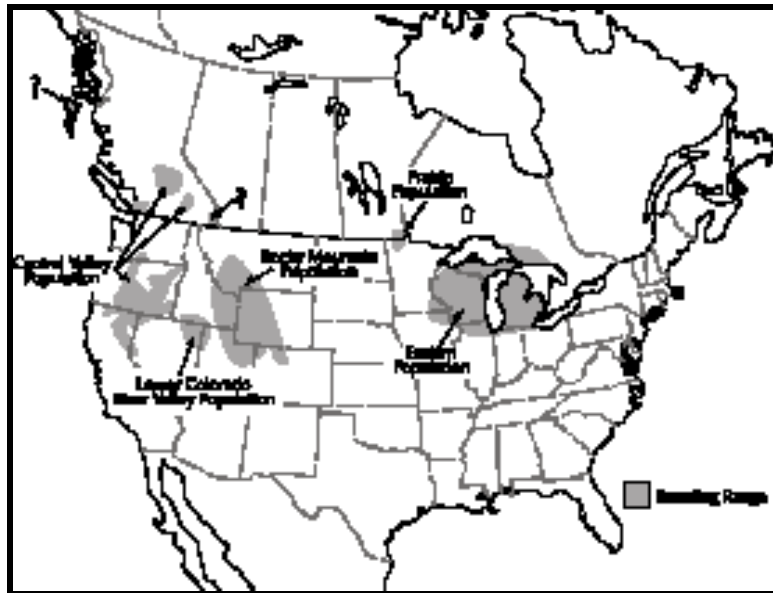 ?
?
Prairie
Population
Central Valley
Population
Rocky Mountain
Population
Eastern
Population
Lower Colorado
River Valley Population
Breeding Range